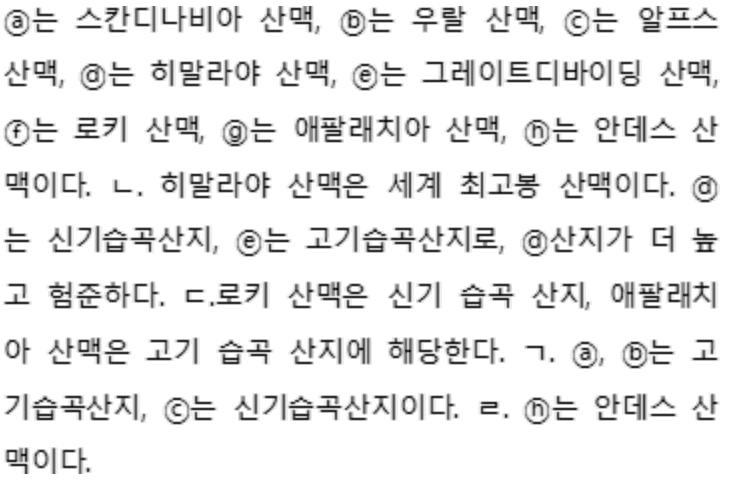 ⓐ는 스칸디나비아 산맥, ⓑ는 우랄 산맥, ⓒ는 알프스
산맥, ⓓ는 히말라야 산맥, ⓔ는 그레이트디바이딩 산맥,
ⓕ는 로키 산맥, ⓖ는 애팔래치아 산맥, ⓗ는 안데스 산
맥이다. ㄴ. 히말라야 산맥은 세계 최고봉 산맥이다. ⓓ
는 신기습곡산지, ⓔ는 고기습곡산지로, ⓓ산지가 더 높
고 험준하다. ㄷ.로키 산맥은 신기 습곡 산지, 애팔래치
아 산맥은 고기 습곡 산지에 해당한다. ㄱ. ⓐ, ⓑ는 고
기습곡산지, ⓒ는 신기습곡산지이다. ㄹ. ⓗ는 안데스 산
맥이다.